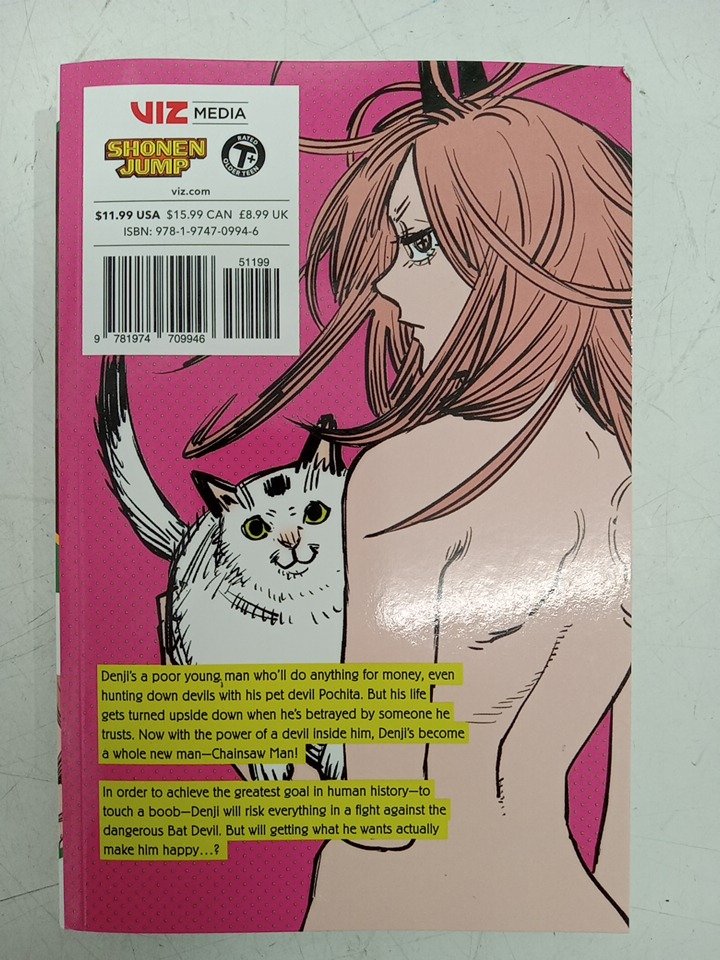 VIZ MEDIA
SHONEN
JUMP
RATED
T+
OLDER TEEN
viz.com
$11.99 USA $15.99 CAN £8.99 UK
ISBN: 978-1-9747-0994-6
51199
9 781974 709946
Denji's a poor young man who'll do anything for money, even
hunting down devils with his pet devil Pochita. But his life
gets turned upside down when he's betrayed by someone he
trusts. Now with the power of a devil inside him, Denji's become
a whole new man—Chainsaw Man!
In order to achieve the greatest goal in human history—to
touch a boob—Denji will risk everything in a fight against the
dangerous Bat Devil. But will getting what he wants actually
make him happy...?